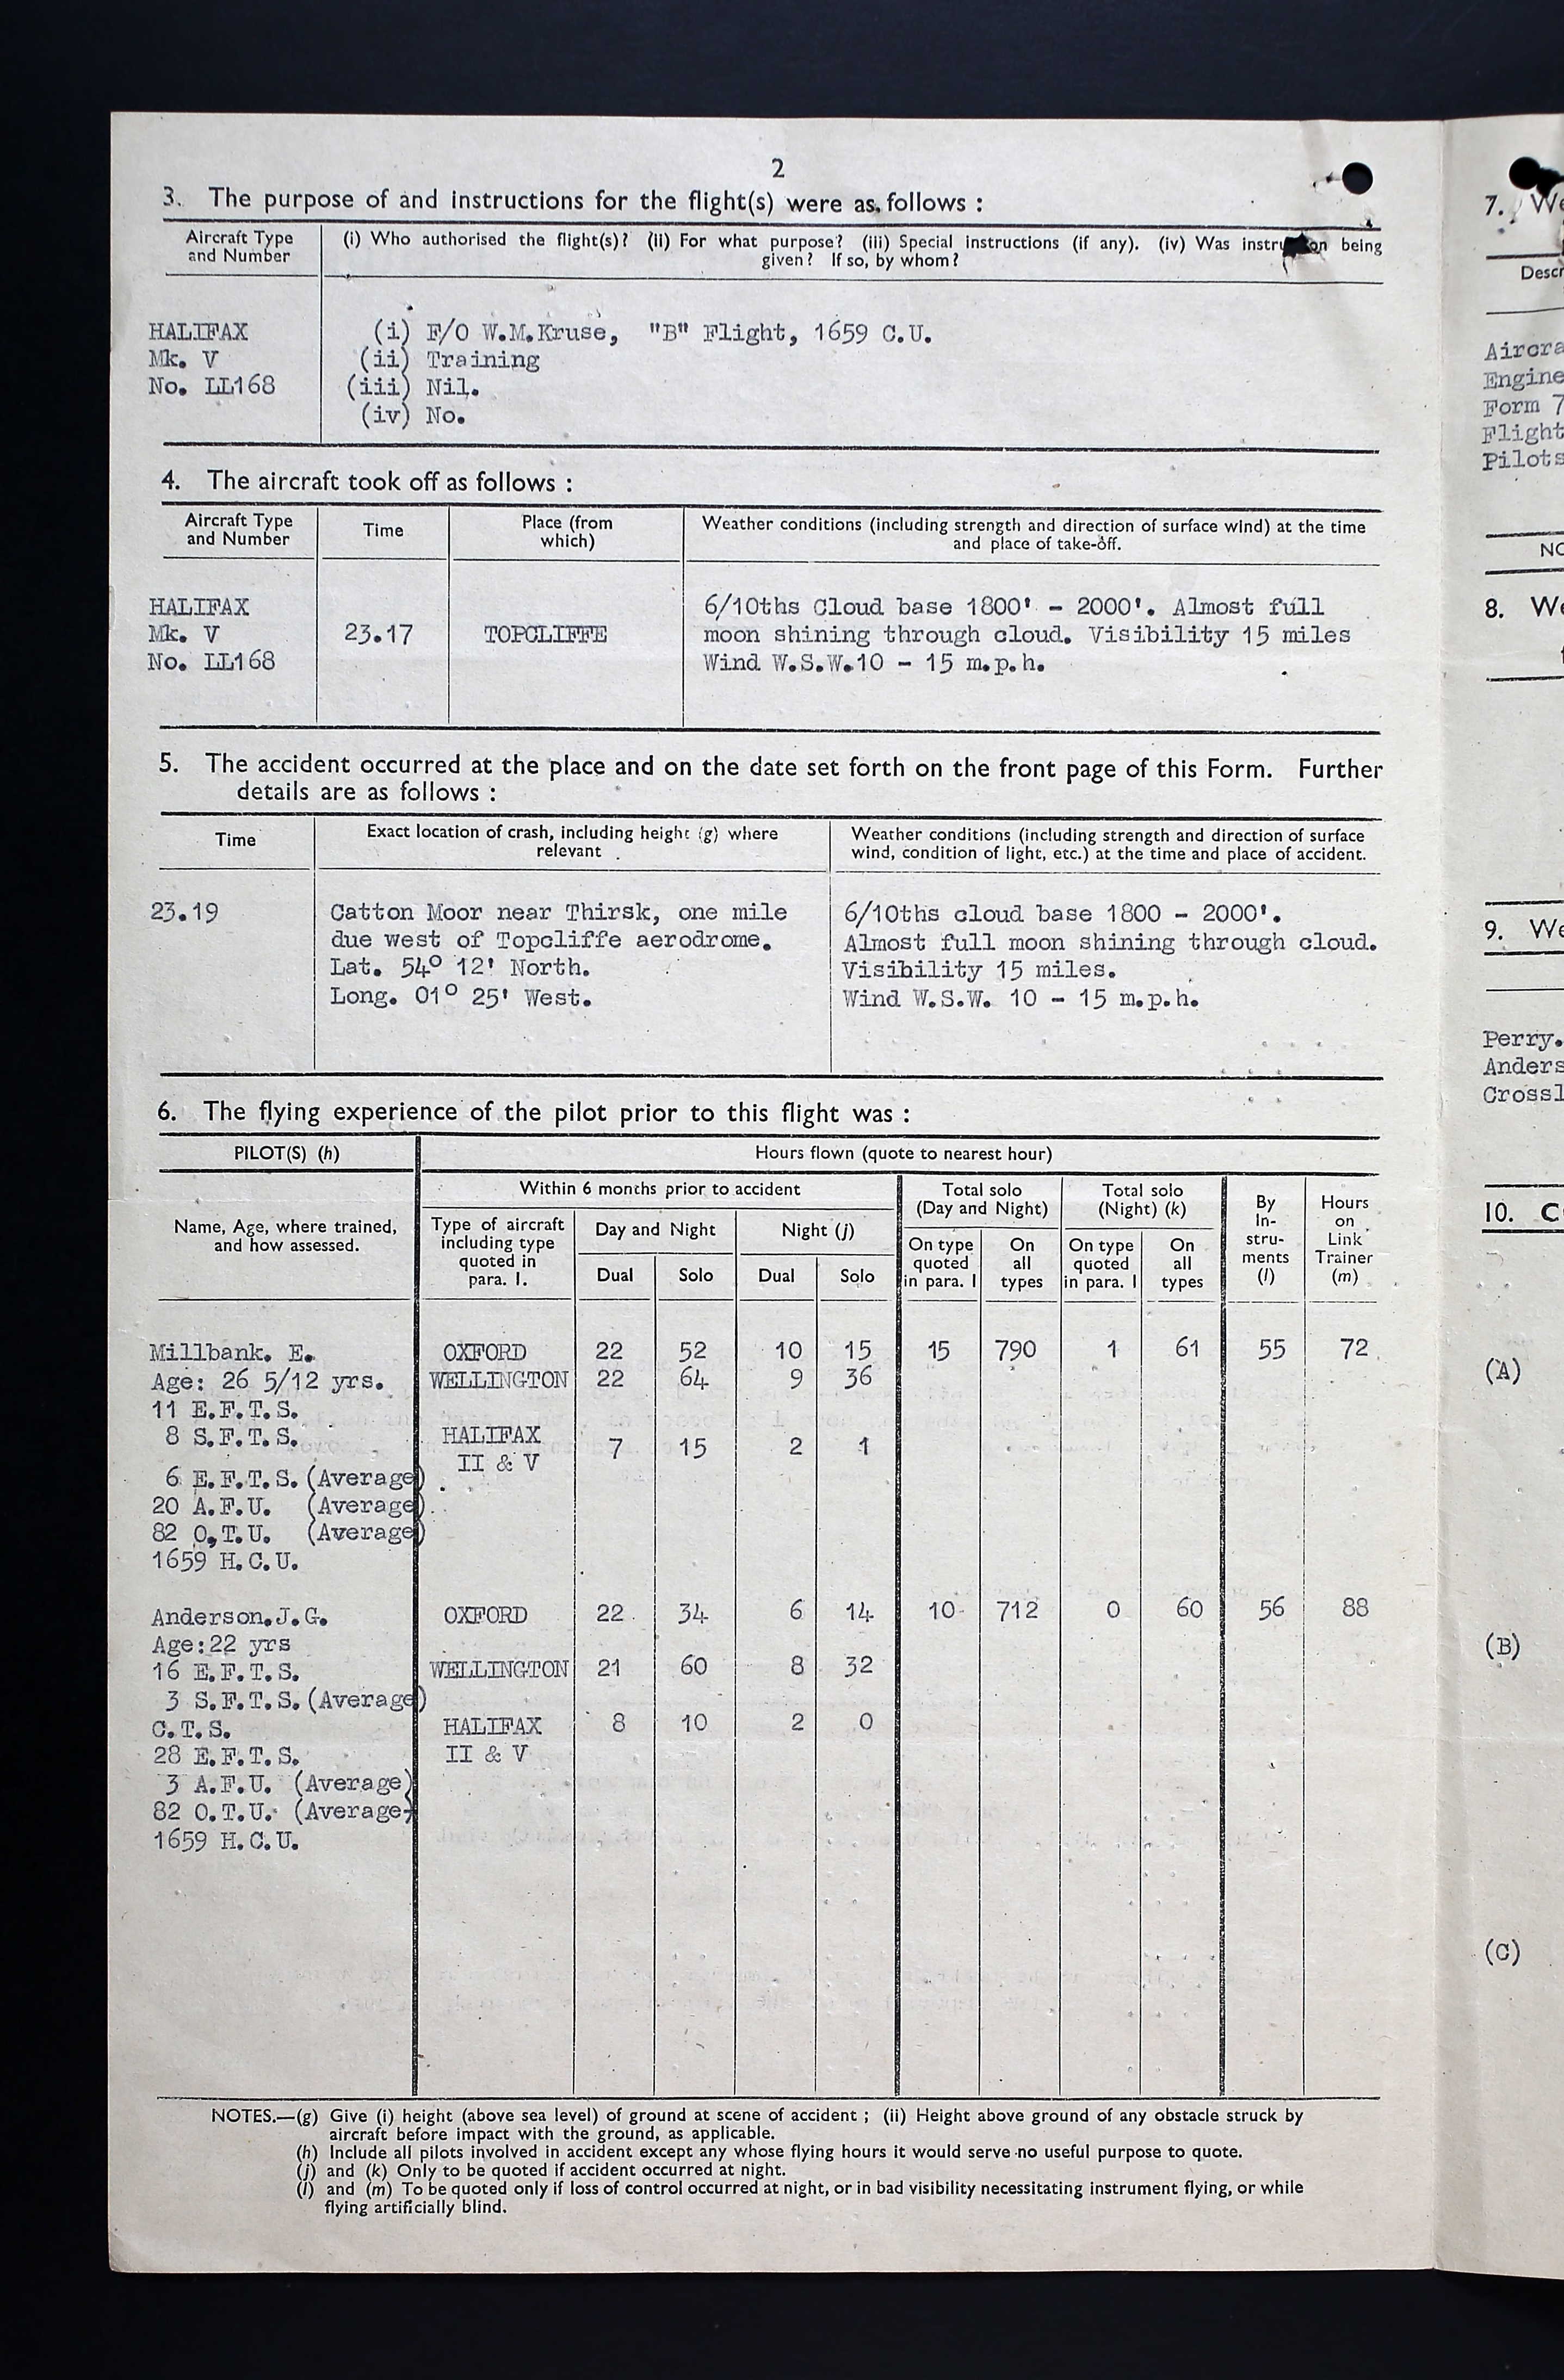 2
3. The purpose of and instructions for the flight(s) were as follows :
Aircraft Type and Number
(i) Who authorised the flight(s)? (ii) For what purpose? (iii) Special instructions (if any). (iv) Was instruction being
given? If so, by whom?
HALIFAX (i) F/O W.M.Kruse, "B" Flight, 1659 C.U.
Mk. V (ii) Training
No. LL168 (iii) Nil.
(iv) No.
4. The aircraft took off as follows :
Aircraft Type and Number
Time
Place (from which)
Weather conditions (including strength and direction of surface wind) at the time
and place of take-off.
HALIFAX 6/10ths Cloud base 1800' - 2000'. Almost full
Mk. V 23.17 TOPCLIFFE moon shining through cloud. Visibility 15 miles
No. LL168 Wind W.S.W.10 - 15 m.p.h.
5. The accident occurred at the place and on the date set forth on the front page of this Form. Further
details are as follows :
Time
Exact location of crash, including height (g) where
relevant
Weather conditions (including strength and direction of surface
wind, condition of light, etc.) at the time and place of accident.
23.19 Catton Moor near Thirsk, one mile 6/10ths cloud base 1800 - 2000'.
due west of Topcliffe aerodrome. Almost full moon shining through cloud.
Lat. 54° 12' North. Visibility 15 miles.
Long. 01° 25' West. Wind W.S.W. 10 - 15 m.p.h.
6. The flying experience of the pilot prior to this flight was :
PILOT(S) (h) Hours flown (quote to nearest hour)
Within 6 months prior to accident
Total solo (Day and Night)
Total solo (Night) (k)
By In-stru-ments (l)
Hours on Link Trainer (m)
Name, Age, where trained,
and how assessed.
Type of aircraft including type quoted in para. 1.
Day and Night Night (j)
Dual Solo Dual Solo
On type quoted in para. 1
On all types
On type quoted in para. 1
On all types
Millbank. E. OXFORD 22 52 10 15 15 790 1 61 55 72
Age: 26 5/12 yrs. WELLINGTON 22 64 9 36
11 E.F.T.S.
8 S.F.T.S. HALIFAX 7 15 2 1
II & V
6 E.F.T.S. (Average)
20 A.F.U. (Average)
82 O,T.U. (Average)
1659 H.C.U.
Anderson.J.G. OXFORD 22 34 6 14 10 712 0 60 56 88
Age:22 yrs
16 E.F.T.S. WELLINGTON 21 60 8 32
3 S.F.T.S. (Average)
C.T.S. HALIFAX 8 10 2 0
28 E.F.T.S. II & V
3 A.F.U. (Average)
82 O.T.U. (Average)
1659 H.C.U.
NOTES.—(g) Give (i) height (above sea level) of ground at scene of accident ; (ii) Height above ground of any obstacle struck by
aircraft before impact with the ground, as applicable.
(h) Include all pilots involved in accident except any whose flying hours it would serve no useful purpose to quote.
(j) and (k) Only to be quoted if accident occurred at night.
(l) and (m) To be quoted only if loss of control occurred at night, or in bad visibility necessitating instrument flying, or while
flying artificially blind.
7. We
Descr
Aircra
Engine
Form 7
Flight
Pilots
NO
8. We
9. We
Perry.
Anders
Crossl
10. C
(A)
(B)
(C)